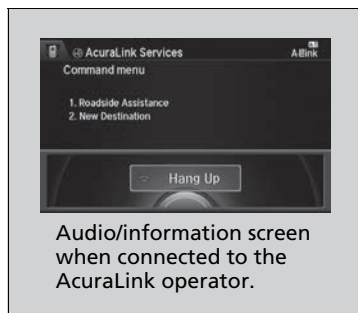 AcuraLink Services
A-Link
Command menu
1. Roadside Assistance
2. New Destination
Hang Up
Audio/information screen
when connected to the
AcuraLink operator.